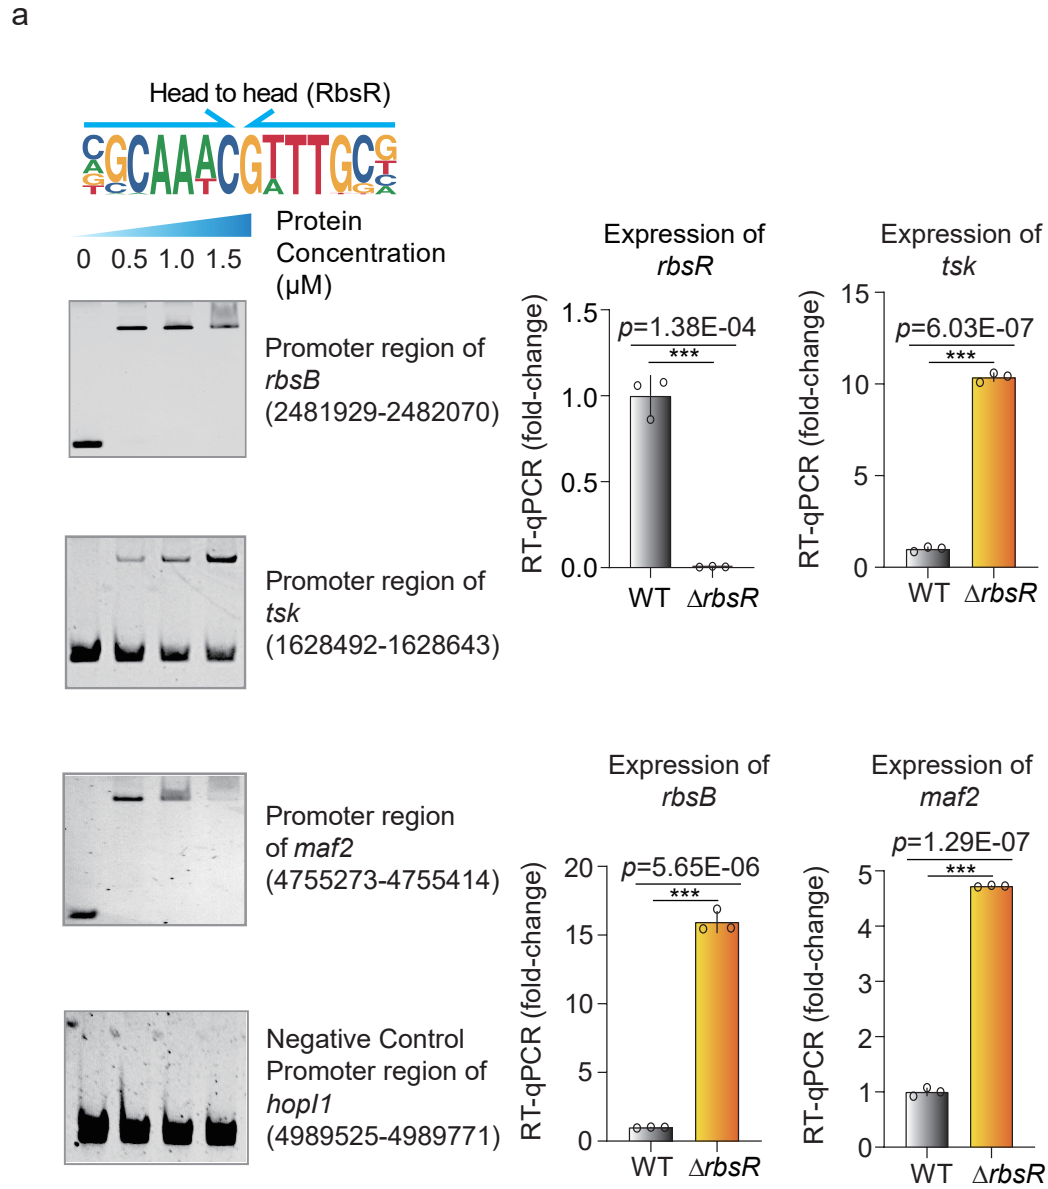 a
Head to head (RbsR)
CGCAAACGTTTGCG
Protein
Concentration
(μM)
0 0.5 1.0 1.5
Promoter region of
rbsB
(2481929-2482070)
Promoter region of
tsk
(1628492-1628643)
Promoter region
of maf2
(4755273-4755414)
Negative Control
Promoter region of
hopI1
(4989525-4989771)
Expression of
rbsR
RT-qPCR (fold-change)
1.5
1.0
0.5
0.0
p=1.38E-04
***
WT ΔrbsR
Expression of
tsk
RT-qPCR (fold-change)
15
10
5
0
p=6.03E-07
***
WT ΔrbsR
Expression of
rbsB
RT-qPCR (fold-change)
20
15
10
5
0
p=5.65E-06
***
WT ΔrbsR
Expression of
maf2
RT-qPCR (fold-change)
5
4
3
2
1
0
p=1.29E-07
***
WT ΔrbsR